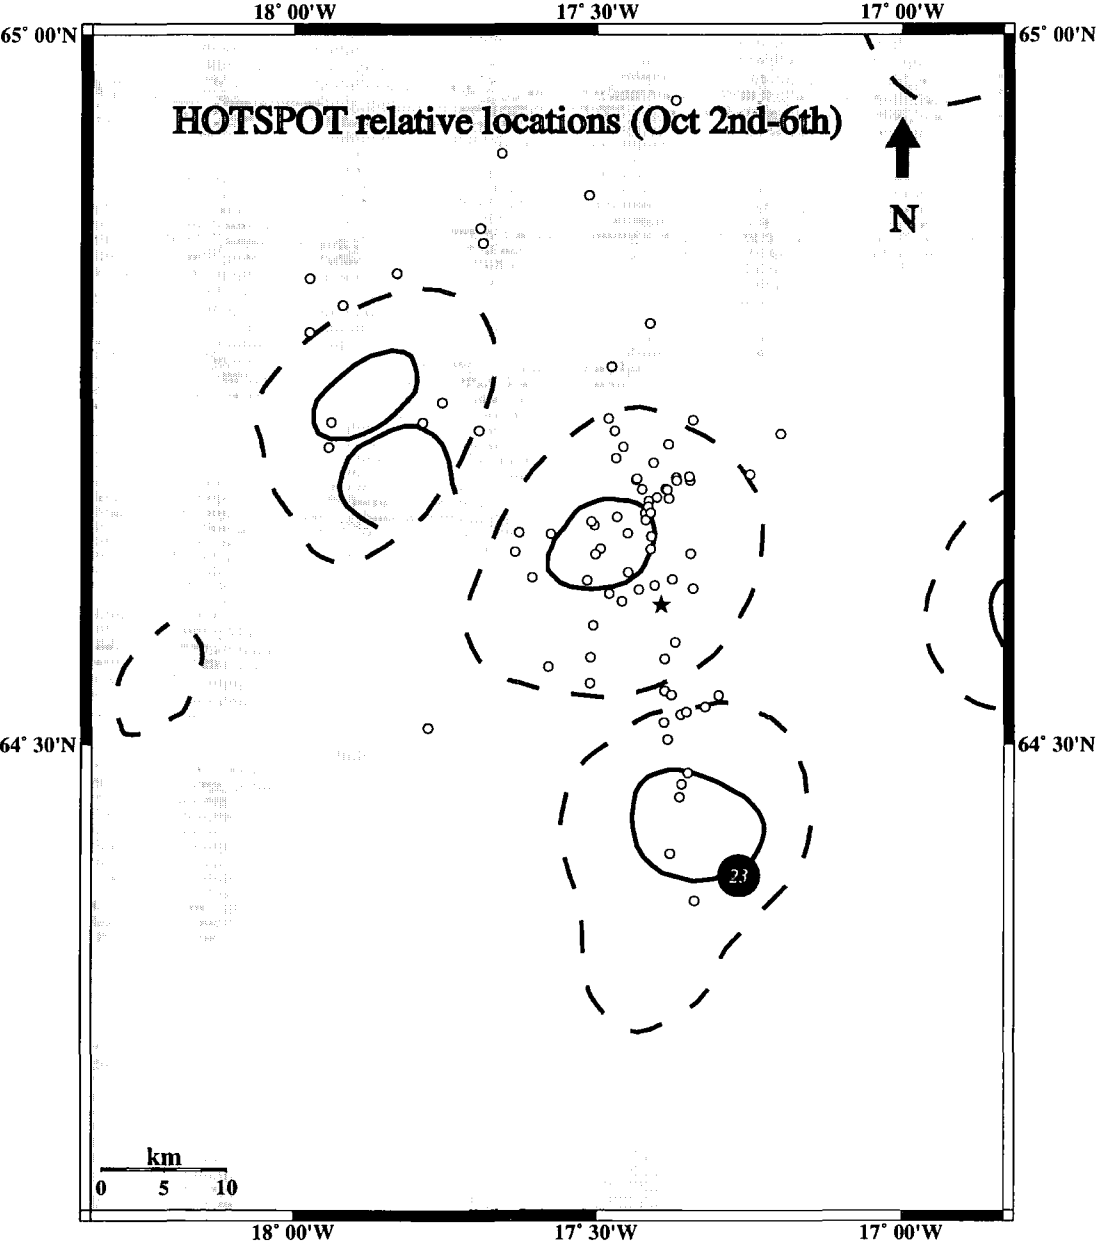 18° 00'W 17° 30'W 17° 00'W
65° 00'N 65° 00'N
HOTSPOT relative locations (Oct 2nd-6th)
N
64° 30'N 64° 30'N
23
km
0 5 10
18° 00'W 17° 30'W 17° 00'W